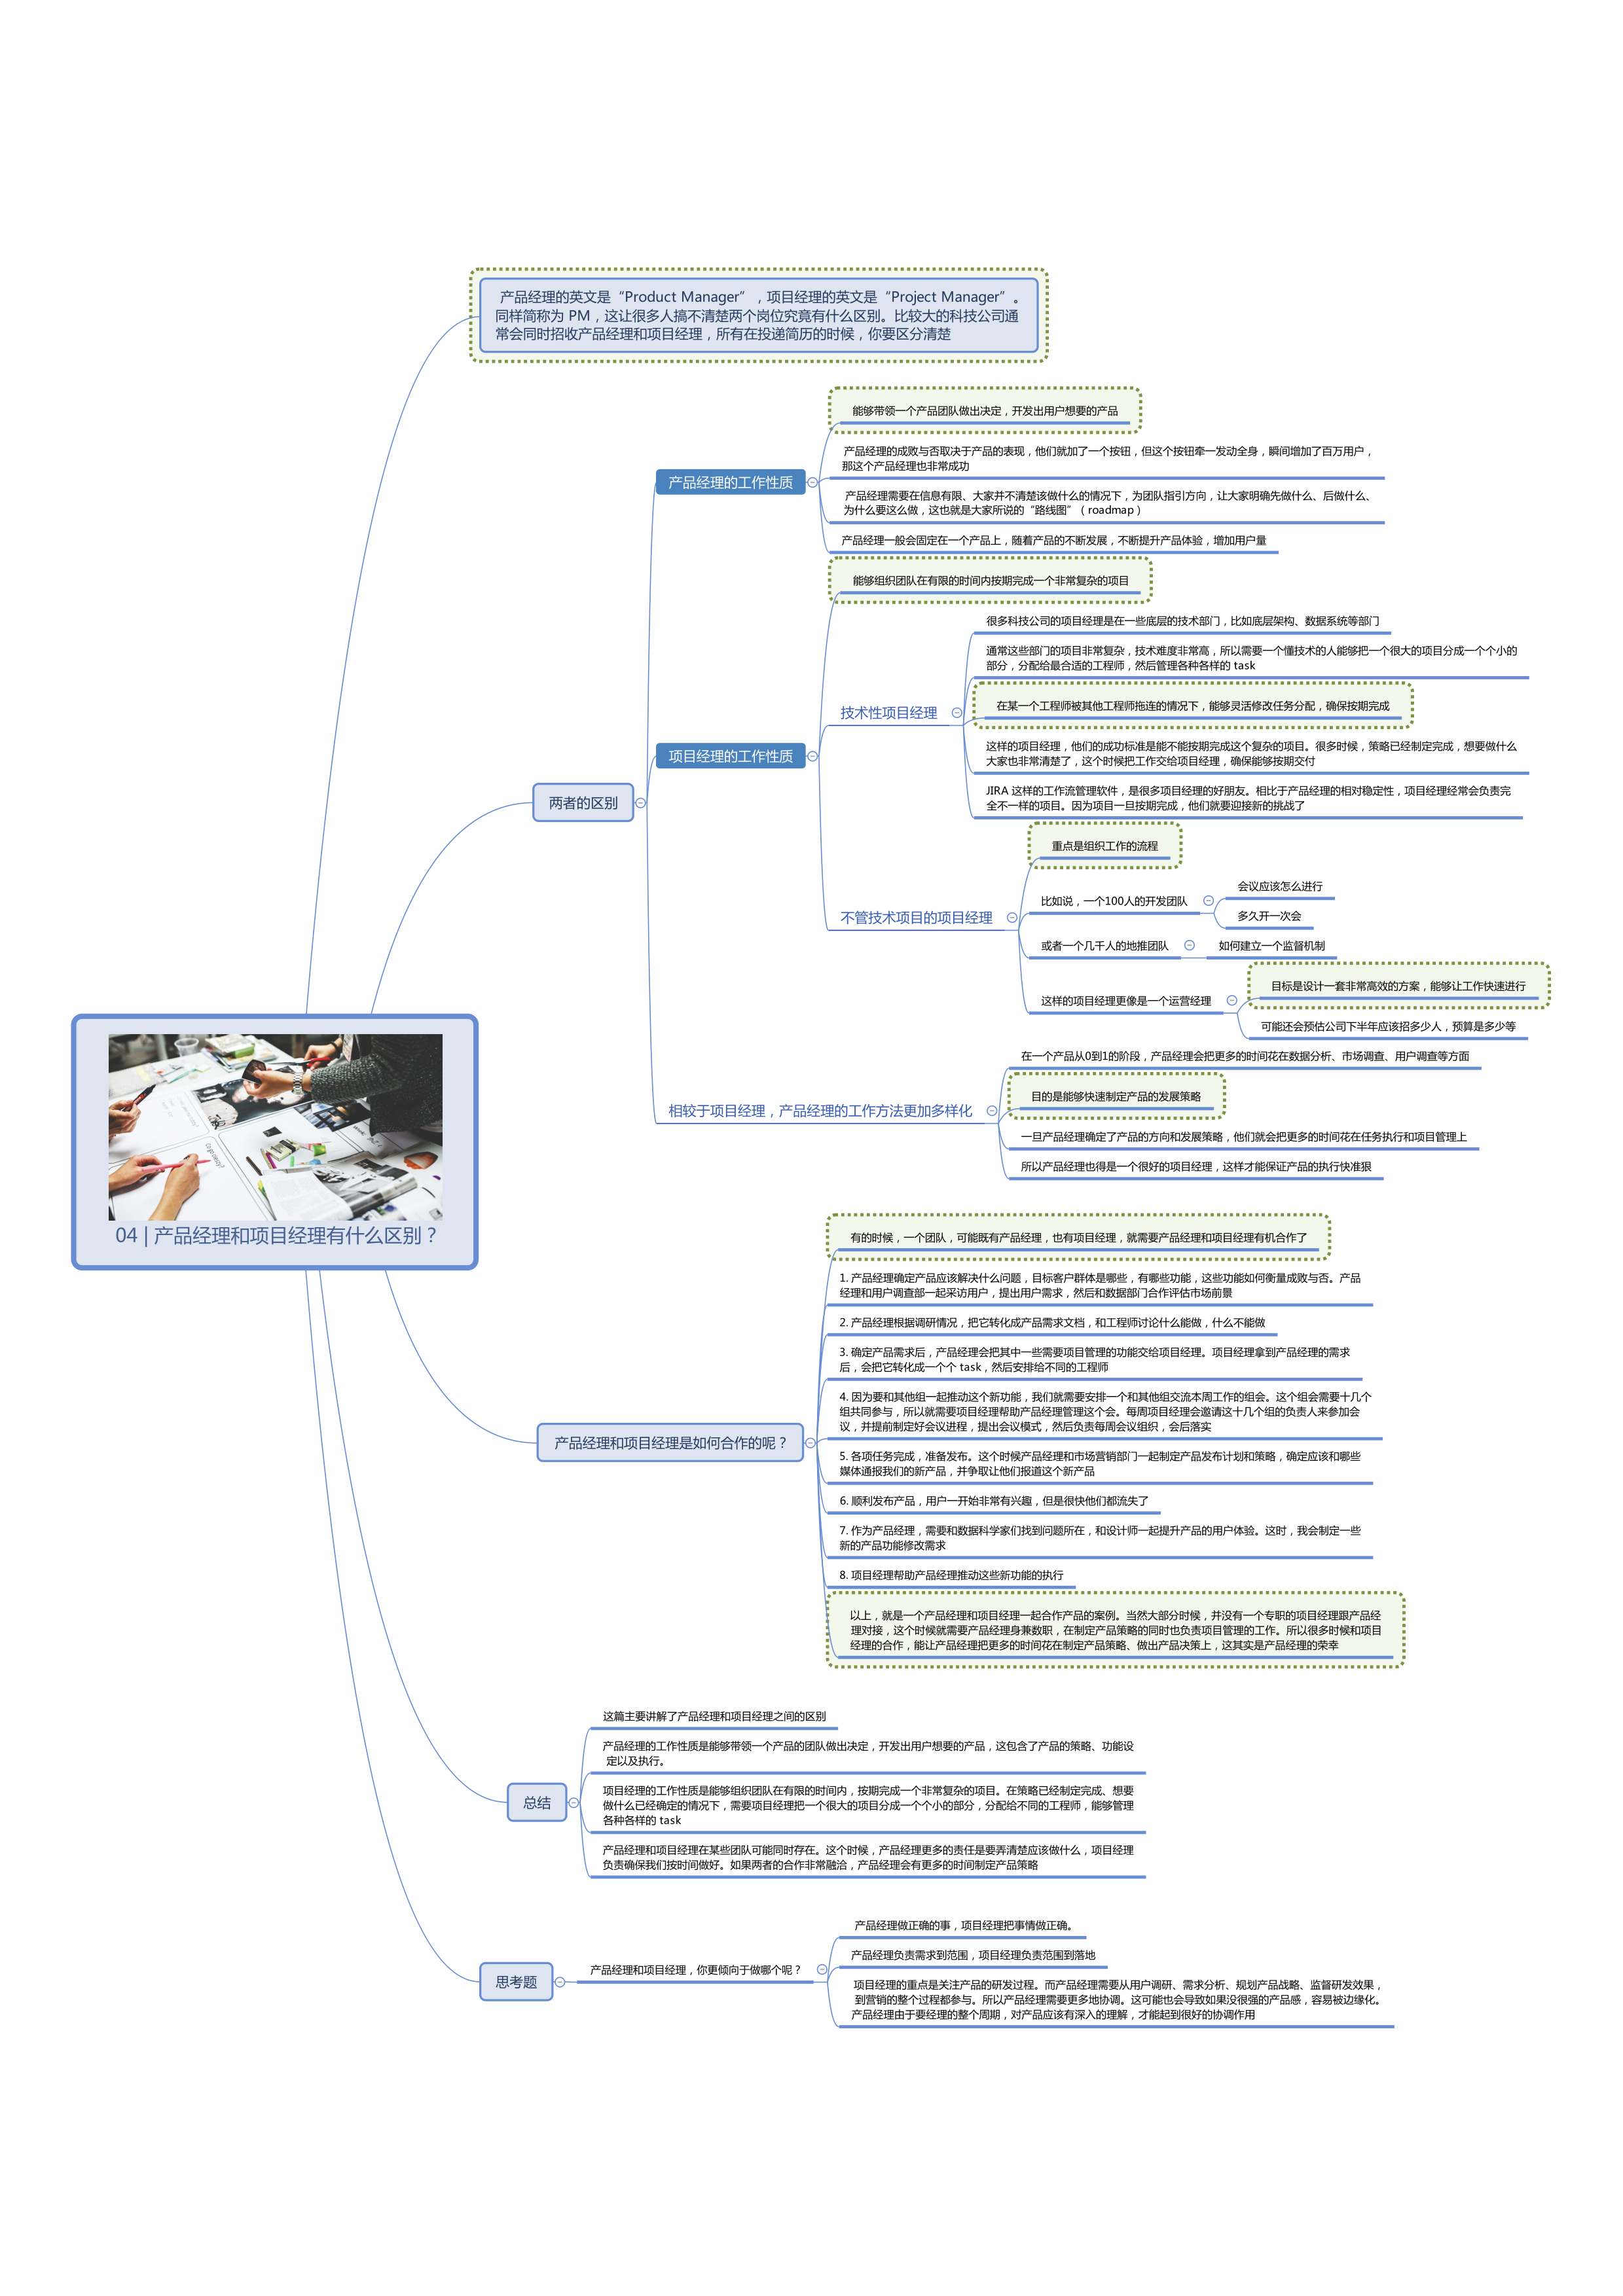 产品经理的英文是“Product Manager”，项目经理的英文是“Project Manager”。
同样简称为 PM，这让很多人搞不清楚两个岗位究竟有什么区别。比较大的科技公司通
常会同时招收产品经理和项目经理，所有在投递简历的时候，你要区分清楚
两者的区别
产品经理的工作性质
能够带领一个产品团队做出决定，开发出用户想要的产品
产品经理的成败与否取决于产品的表现，他们就加了一个按钮，但这个按钮牵一发动全身，瞬间增加了百万用户，
那这个产品经理也非常成功
产品经理需要在信息有限、大家并不清楚该做什么的情况下，为团队指引方向，让大家明确先做什么、后做什么、
为什么要这么做，这也就是大家所说的“路线图”（roadmap）
产品经理一般会固定在一个产品上，随着产品的不断发展，不断提升产品体验，增加用户量
项目经理的工作性质
能够组织团队在有限的时间内按期完成一个非常复杂的项目
技术性项目经理
很多科技公司的项目经理是在一些底层的技术部门，比如底层架构、数据系统等部门
通常这些部门的项目非常复杂，技术难度非常高，所以需要一个懂技术的人能够把一个很大的项目分成一个个小的
部分，分配给最合适的工程师，然后管理各种各样的 task
在某一个工程师被其他工程师拖连的情况下，能够灵活修改任务分配，确保按期完成
这样的项目经理，他们的成功标准是能不能按期完成这个复杂的项目。很多时候，策略已经制定完成，想要做什么
大家也非常清楚了，这个时候把工作交给项目经理，确保能够按期交付
JIRA 这样的工作流管理软件，是很多项目经理的好朋友。相比于产品经理的相对稳定性，项目经理经常会负责完
全不一样的项目。因为项目一旦按期完成，他们就要迎接新的挑战了
不管技术项目的项目经理
重点是组织工作的流程
比如说，一个100人的开发团队
会议应该怎么进行
多久开一次会
或者一个几千人的地推团队
如何建立一个监督机制
这样的项目经理更像是一个运营经理
目标是设计一套非常高效的方案，能够让工作快速进行
可能还会预估公司下半年应该招多少人，预算是多少等
相较于项目经理，产品经理的工作方法更加多样化
在一个产品从0到1的阶段，产品经理会把更多的时间花在数据分析、市场调查、用户调查等方面
目的是能够快速制定产品的发展策略
一旦产品经理确定了产品的方向和发展策略，他们就会把更多的时间花在任务执行和项目管理上
所以产品经理也得是一个很好的项目经理，这样才能保证产品的执行快准狠
04 | 产品经理和项目经理有什么区别？
产品经理和项目经理是如何合作的呢？
有的时候，一个团队，可能既有产品经理，也有项目经理，就需要产品经理和项目经理有机合作了
1. 产品经理确定产品应该解决什么问题，目标客户群体是哪些，有哪些功能，这些功能如何衡量成败与否。产品
经理和用户调查部一起采访用户，提出用户需求，然后和数据部门合作评估市场前景
2. 产品经理根据调研情况，把它转化成产品需求文档，和工程师讨论什么能做，什么不能做
3. 确定产品需求后，产品经理会把其中一些需要项目管理的功能交给项目经理。项目经理拿到产品经理的需求
后，会把它转化成一个个 task，然后安排给不同的工程师
4. 因为要和其他组一起推动这个新功能，我们就需要安排一个和其他组交流本周工作的组会。这个组会需要十几个
组共同参与，所以就需要项目经理帮助产品经理管理这个会。每周项目经理会邀请这十几个组的负责人来参加会
议，并提前制定好会议进程，提出会议模式，然后负责每周会议组织，会后落实
5. 各项任务完成，准备发布。这个时候产品经理和市场营销部门一起制定产品发布计划和策略，确定应该和哪些
媒体通报我们的新产品，并争取让他们报道这个新产品
6. 顺利发布产品，用户一开始非常有兴趣，但是很快他们都流失了
7. 作为产品经理，需要和数据科学家们找到问题所在，和设计师一起提升产品的用户体验。这时，我会制定一些
新的产品功能修改需求
8. 项目经理帮助产品经理推动这些新功能的执行
以上，就是一个产品经理和项目经理一起合作产品的案例。当然大部分时候，并没有一个专职的项目经理跟产品经
理对接，这个时候就需要产品经理身兼数职，在制定产品策略的同时也负责项目管理的工作。所以很多时候和项目
经理的合作，能让产品经理把更多的时间花在制定产品策略、做出产品决策上，这其实是产品经理的荣幸
总结
这篇主要讲解了产品经理和项目经理之间的区别
产品经理的工作性质是能够带领一个产品的团队做出决定，开发出用户想要的产品，这包含了产品的策略、功能设
定以及执行。
项目经理的工作性质是能够组织团队在有限的时间内，按期完成一个非常复杂的项目。在策略已经制定完成、想要
做什么已经确定的情况下，需要项目经理把一个很大的项目分成一个个小的部分，分配给不同的工程师，能够管理
各种各样的 task
产品经理和项目经理在某些团队可能同时存在。这个时候，产品经理更多的责任是要弄清楚应该做什么，项目经理
负责确保我们按时间做好。如果两者的合作非常融洽，产品经理会有更多的时间制定产品策略
思考题
产品经理和项目经理，你更倾向于做哪个呢？
产品经理做正确的事，项目经理把事情做正确。
产品经理负责需求到范围，项目经理负责范围到落地
项目经理的重点是关注产品的研发过程。而产品经理需要从用户调研、需求分析、规划产品战略、监督研发效果，
到营销的整个过程都参与。所以产品经理需要更多地协调。这可能也会导致如果没很强的产品感，容易被边缘化。
产品经理由于要经理的整个周期，对产品应该有深入的理解，才能起到很好的协调作用